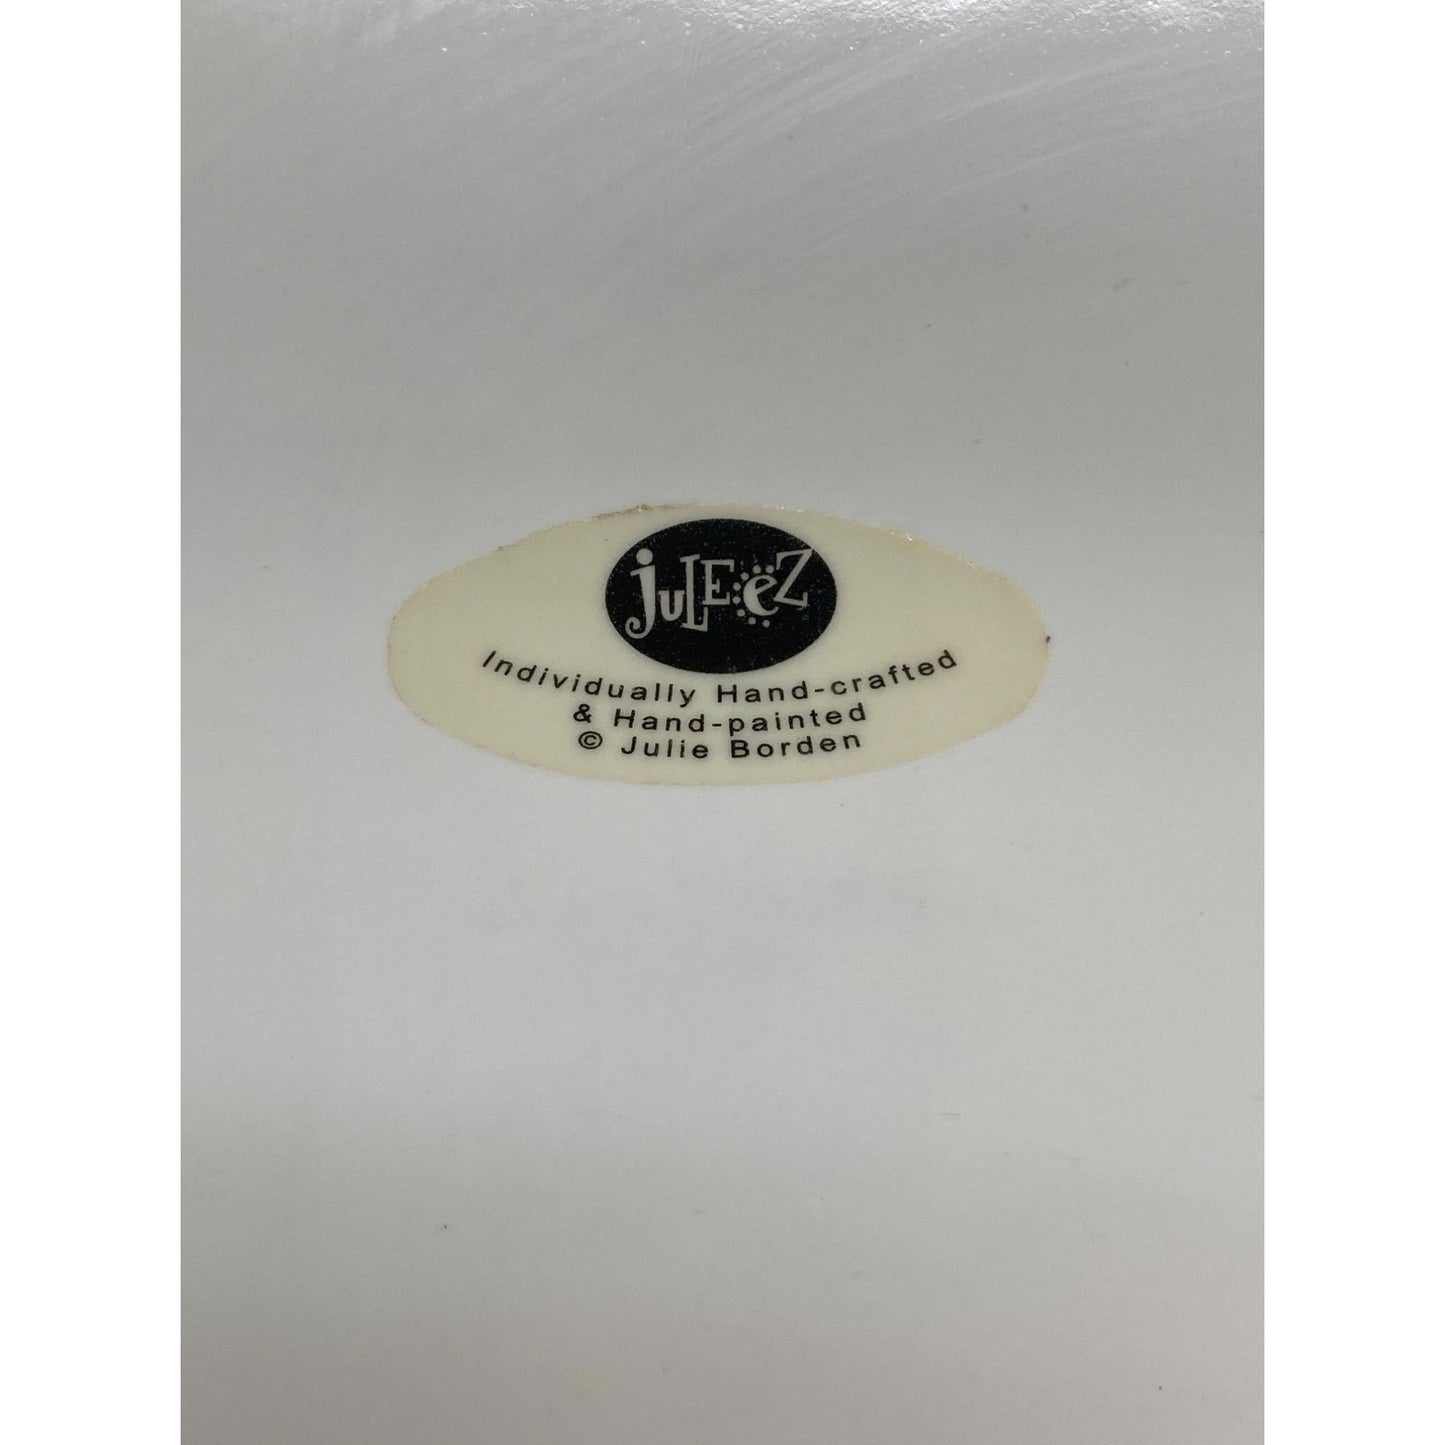 juLEeZ
Individually Hand-crafted
& Hand-painted
© Julie Borden